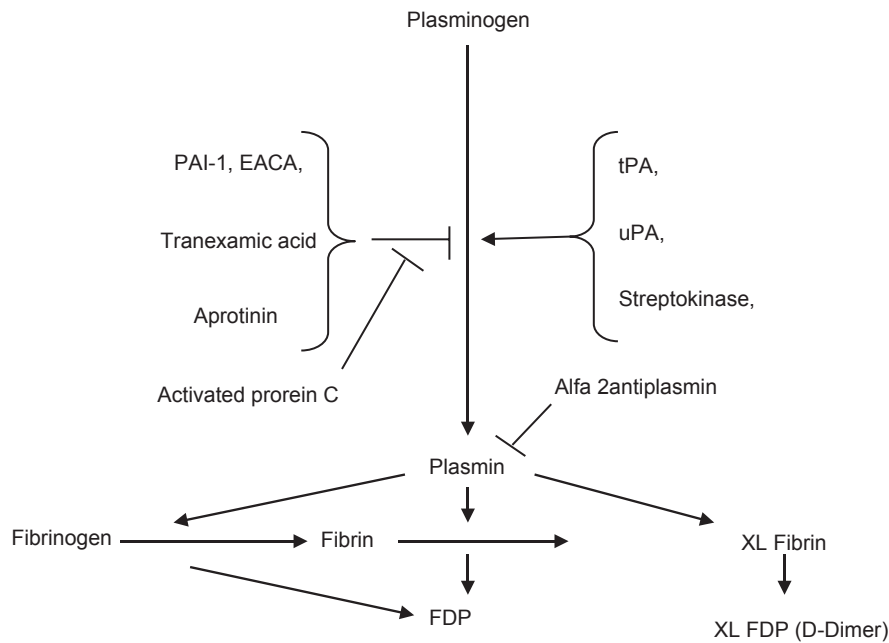 Plasminogen
PAI-1, EACA,
tPA,
Tranexamic acid
uPA,
Aprotinin
Streptokinase,
Activated prorein C
Alfa 2antiplasmin
Plasmin
Fibrinogen
Fibrin
XL Fibrin
FDP
XL FDP (D-Dimer)